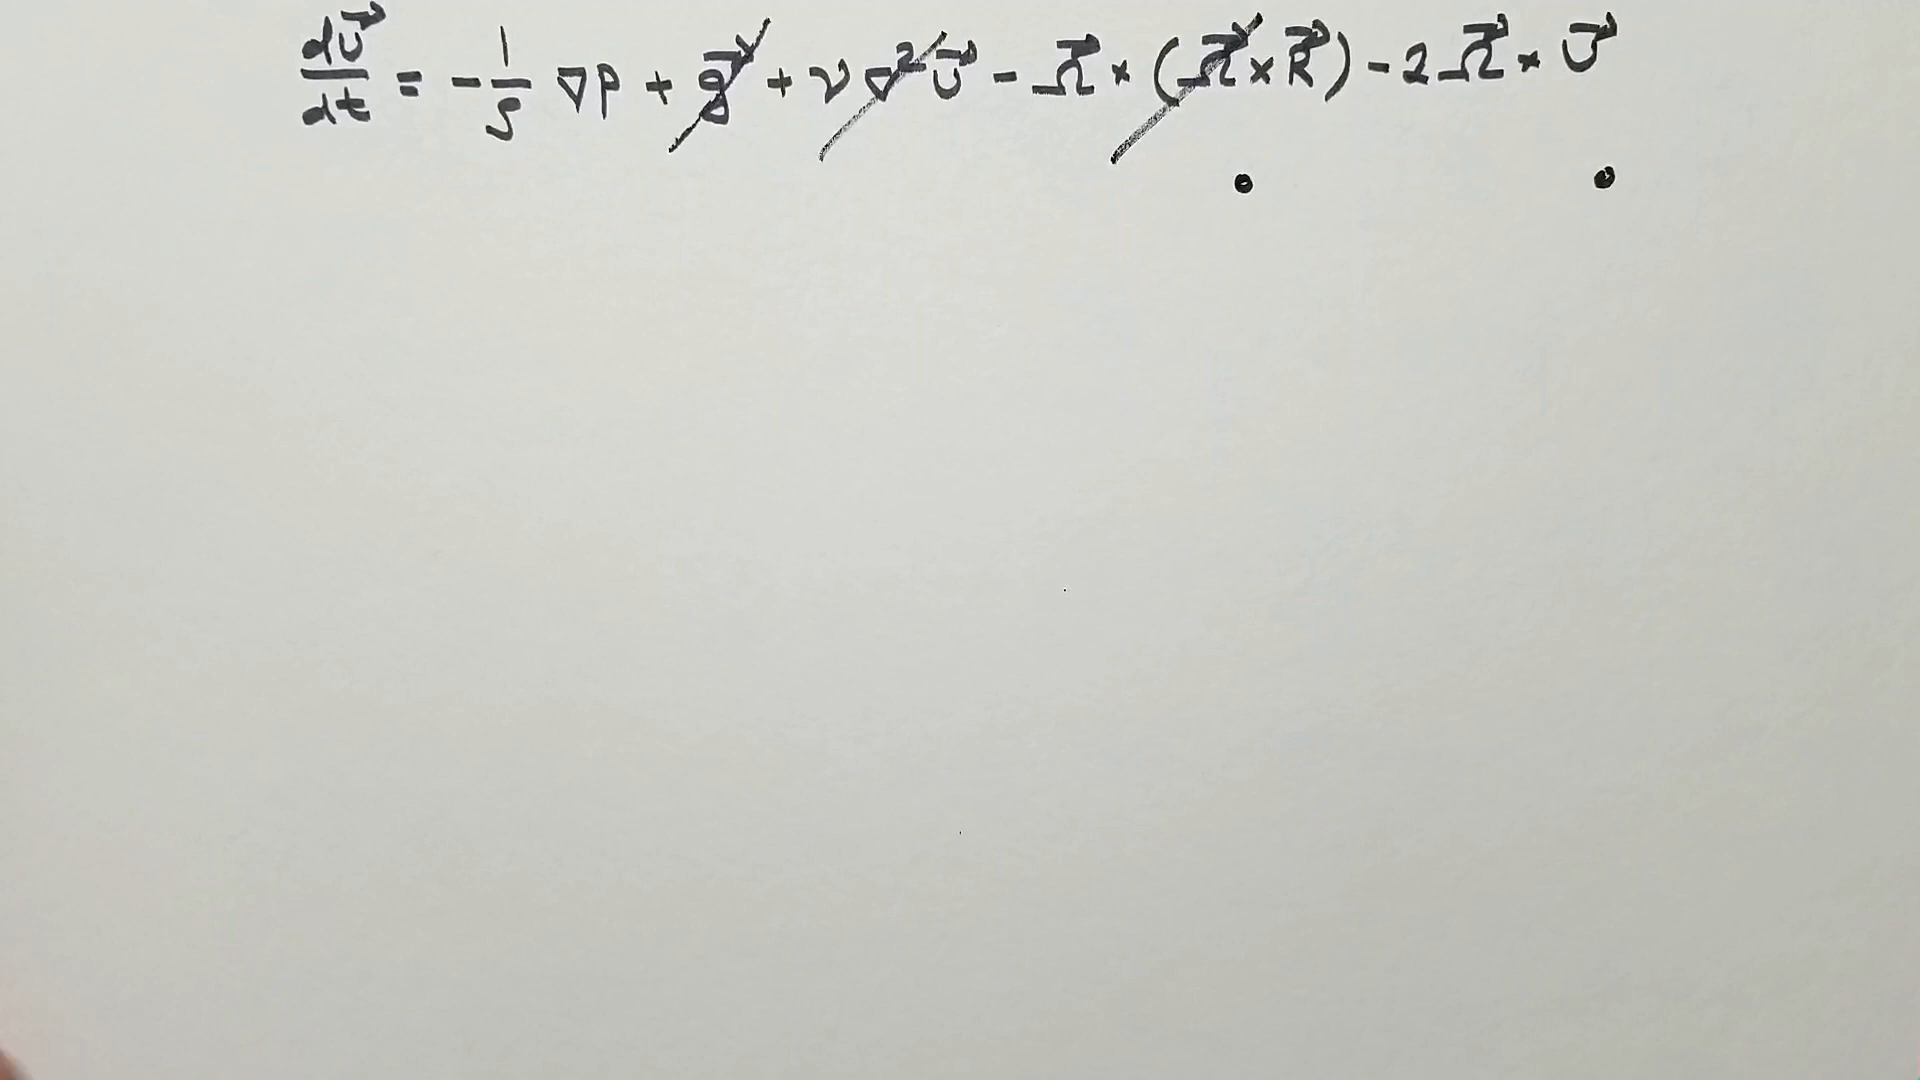 dv⃗/dt = -1/ρ ∇P + g⃗ + ν∇²v⃗ - Ω⃗ × (Ω⃗ × R⃗) - 2Ω⃗ × v⃗